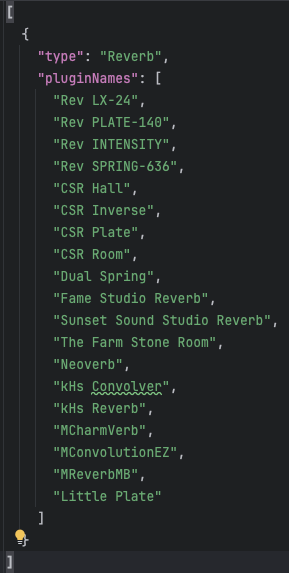 [
  {
    "type": "Reverb",
    "pluginNames": [
      "Rev LX-24",
      "Rev PLATE-140",
      "Rev INTENSITY",
      "Rev SPRING-636",
      "CSR Hall",
      "CSR Inverse",
      "CSR Plate",
      "CSR Room",
      "Dual Spring",
      "Fame Studio Reverb",
      "Sunset Sound Studio Reverb",
      "The Farm Stone Room",
      "Neoverb",
      "kHs Convolver",
      "kHs Reverb",
      "MCharmVerb",
      "MConvolutionEZ",
      "MReverbMB",
      "Little Plate"
    ]
  }
]